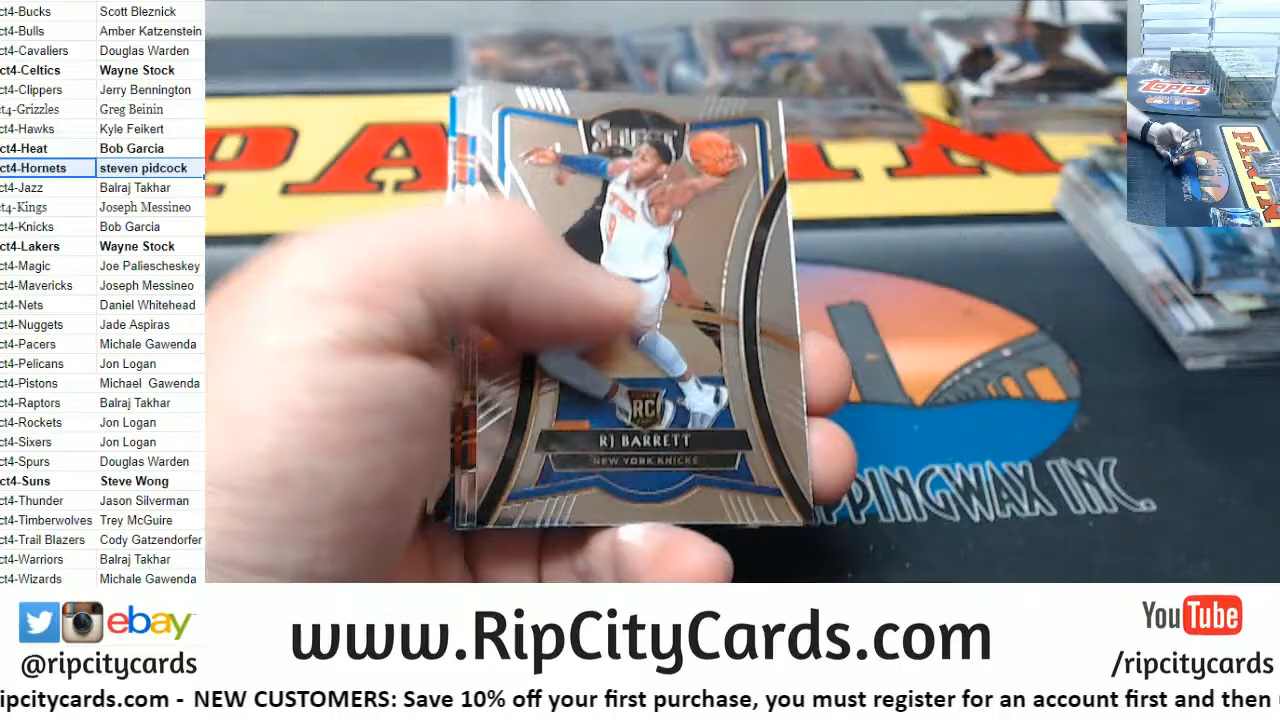 ct4-Bucks Scott Bleznick
ct4-Bulls Amber Katzenstein
ct4-Cavaliers Douglas Warden
ct4-Celtics Wayne Stock
ct4-Clippers Jerry Bennington
ct4-Grizzles Greg Beinin
ct4-Hawks Kyle Feikert
ct4-Heat Bob Garcia
ct4-Hornets steven pidcock
ct4-Jazz Balraj Takhar
ct4-Kings Joseph Messineo
ct4-Knicks Bob Garcia
ct4-Lakers Wayne Stock
ct4-Magic Joe Paliescheskey
ct4-Mavericks Joseph Messineo
ct4-Nets Daniel Whitehead
ct4-Nuggets Jade Aspiras
ct4-Pacers Michale Gawenda
ct4-Pelicans Jon Logan
ct4-Pistons Michael Gawenda
ct4-Raptors Balraj Takhar
ct4-Rockets Jon Logan
ct4-Sixers Jon Logan
ct4-Spurs Douglas Warden
ct4-Suns Steve Wong
ct4-Thunder Jason Silverman
ct4-Timberwolves Trey McGuire
ct4-Trail Blazers Cody Gatzendorfer
ct4-Warriors Balraj Takhar
ct4-Wizards Michale Gawenda
PANINI
SELECT
9
RC
RJ BARRETT
NEW YORK KNICKS
PPINGWAX INC.
Topps
PANINI
ebay
@ripcitycards
www.RipCityCards.com
YouTube
/ripcitycards
ipcitycards.com - NEW CUSTOMERS: Save 10% off your first purchase, you must register for an account first and then